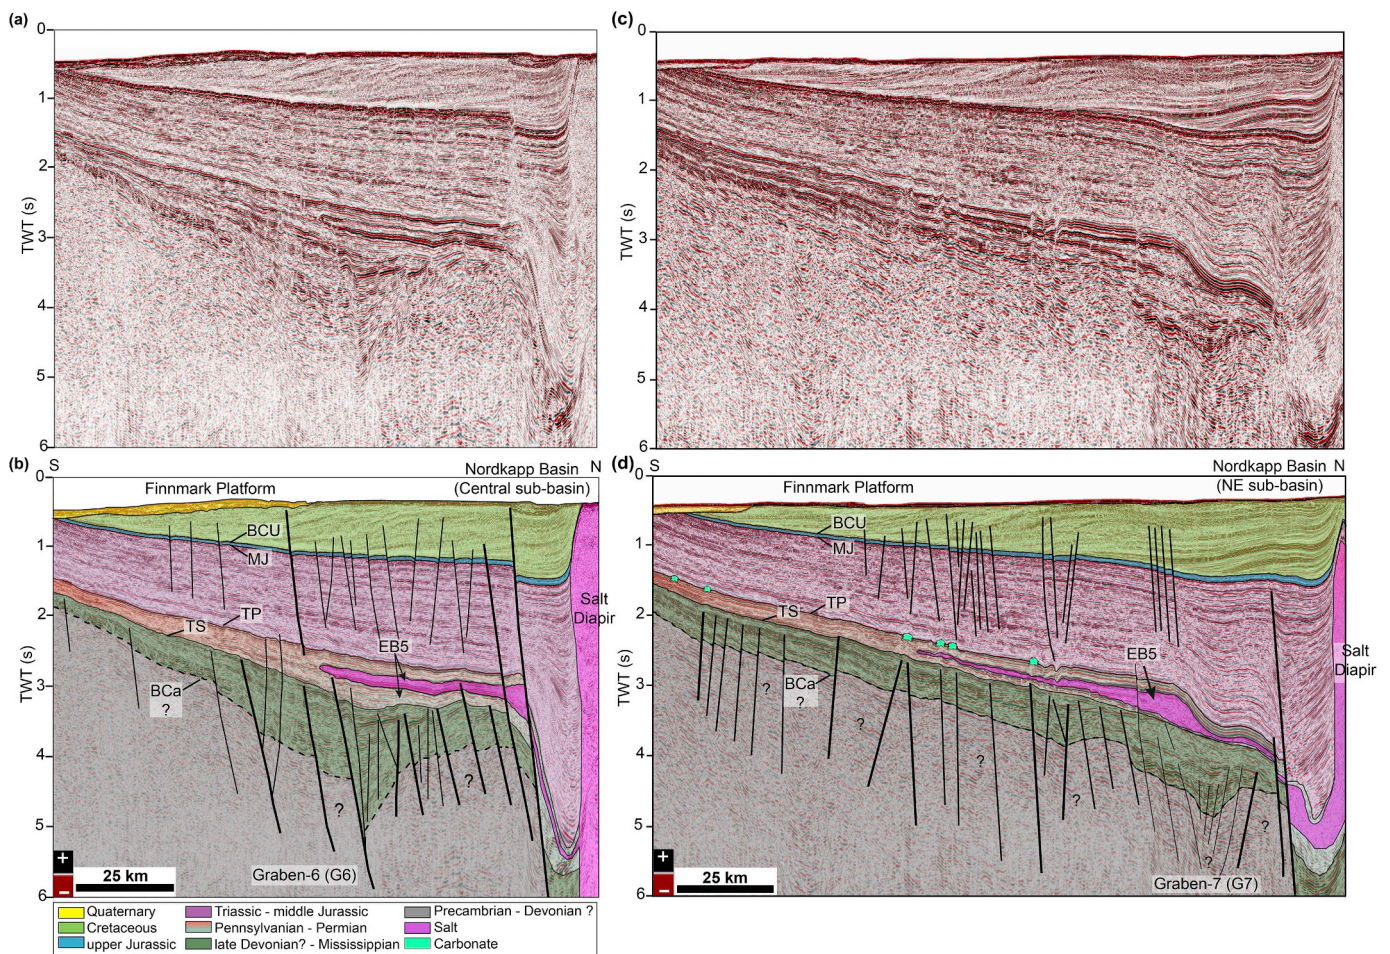 (a)
0
1
2
3
4
5
6
TWT (s)
(c)
0
1
2
3
4
5
6
TWT (s)
(b)
S
Nordkapp Basin N
(Central sub-basin)
Finnmark Platform
0
1
2
3
4
5
6
TWT (s)
BCU
MJ
TP
TS
EB5
BCa
?
Salt
Diapir
?
?
Graben-6 (G6)
+
−
25 km
(d)
S
Nordkapp Basin N
(NE sub-basin)
Finnmark Platform
0
1
2
3
4
5
6
TWT (s)
BCU
MJ
TP
TS
EB5
BCa
?
Salt
Diapir
?
?
?
?
?
?
Graben-7 (G7)
+
−
25 km
Quaternary
Cretaceous
upper Jurassic
Triassic - middle Jurassic
Pennsylvanian - Permian
late Devonian? - Mississippian
Precambrian - Devonian ?
Salt
Carbonate